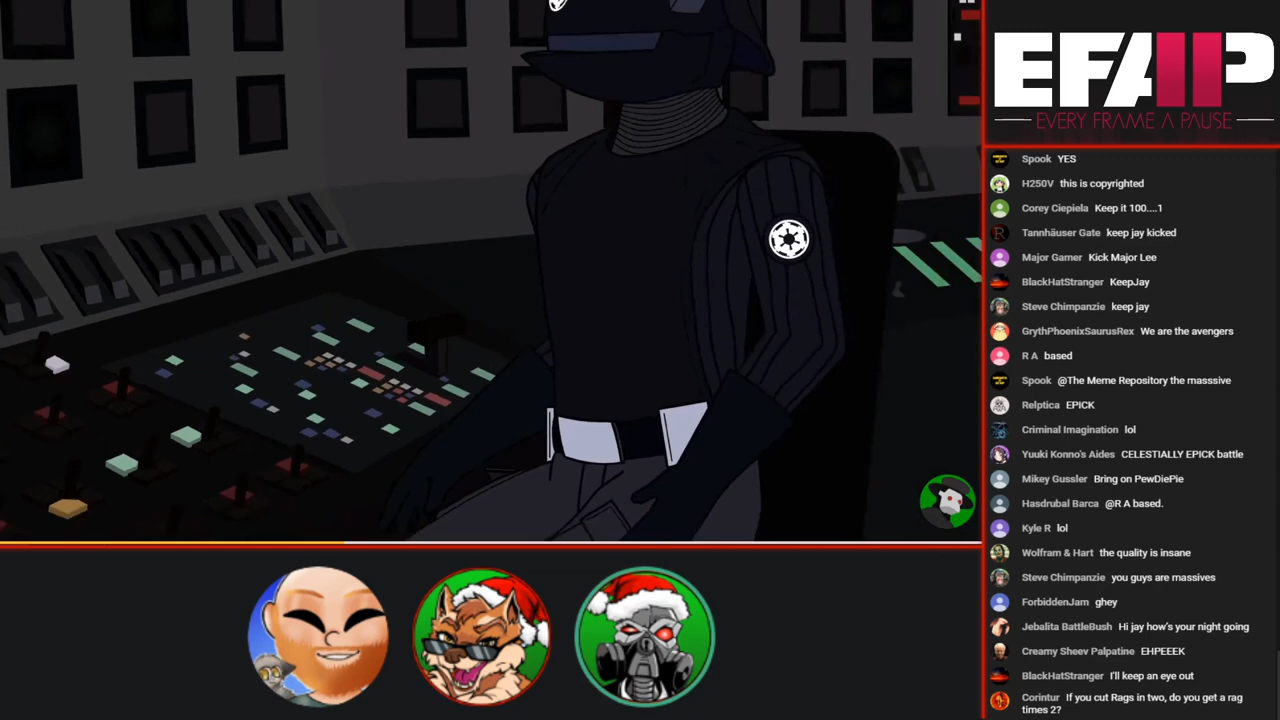 EFAP
EVERY FRAME A PAUSE
Spook YES
H250V this is copyrighted
Corey Ciepiela Keep it 100....1
Tannhäuser Gate keep jay kicked
Major Gamer Kick Major Lee
BlackHatStranger KeepJay
Steve Chimpanzie keep jay
GrythPhoenixSaurusRex We are the avengers
R A based
Spook @The Meme Repository the masssive
Relptica EPICK
Criminal Imagination lol
Yuuki Konno's Aides CELESTIALLY EPICK battle
Mikey Gussler Bring on PewDiePie
Hasdrubal Barca @R A based.
Kyle R lol
Wolfram & Hart the quality is insane
Steve Chimpanzie you guys are massives
ForbiddenJam ghey
Jebalita BattleBush Hi jay how's your night going
Creamy Sheev Palpatine EHPEEEK
BlackHatStranger I'll keep an eye out
Corintur If you cut Rags in two, do you get a rag
times 2?